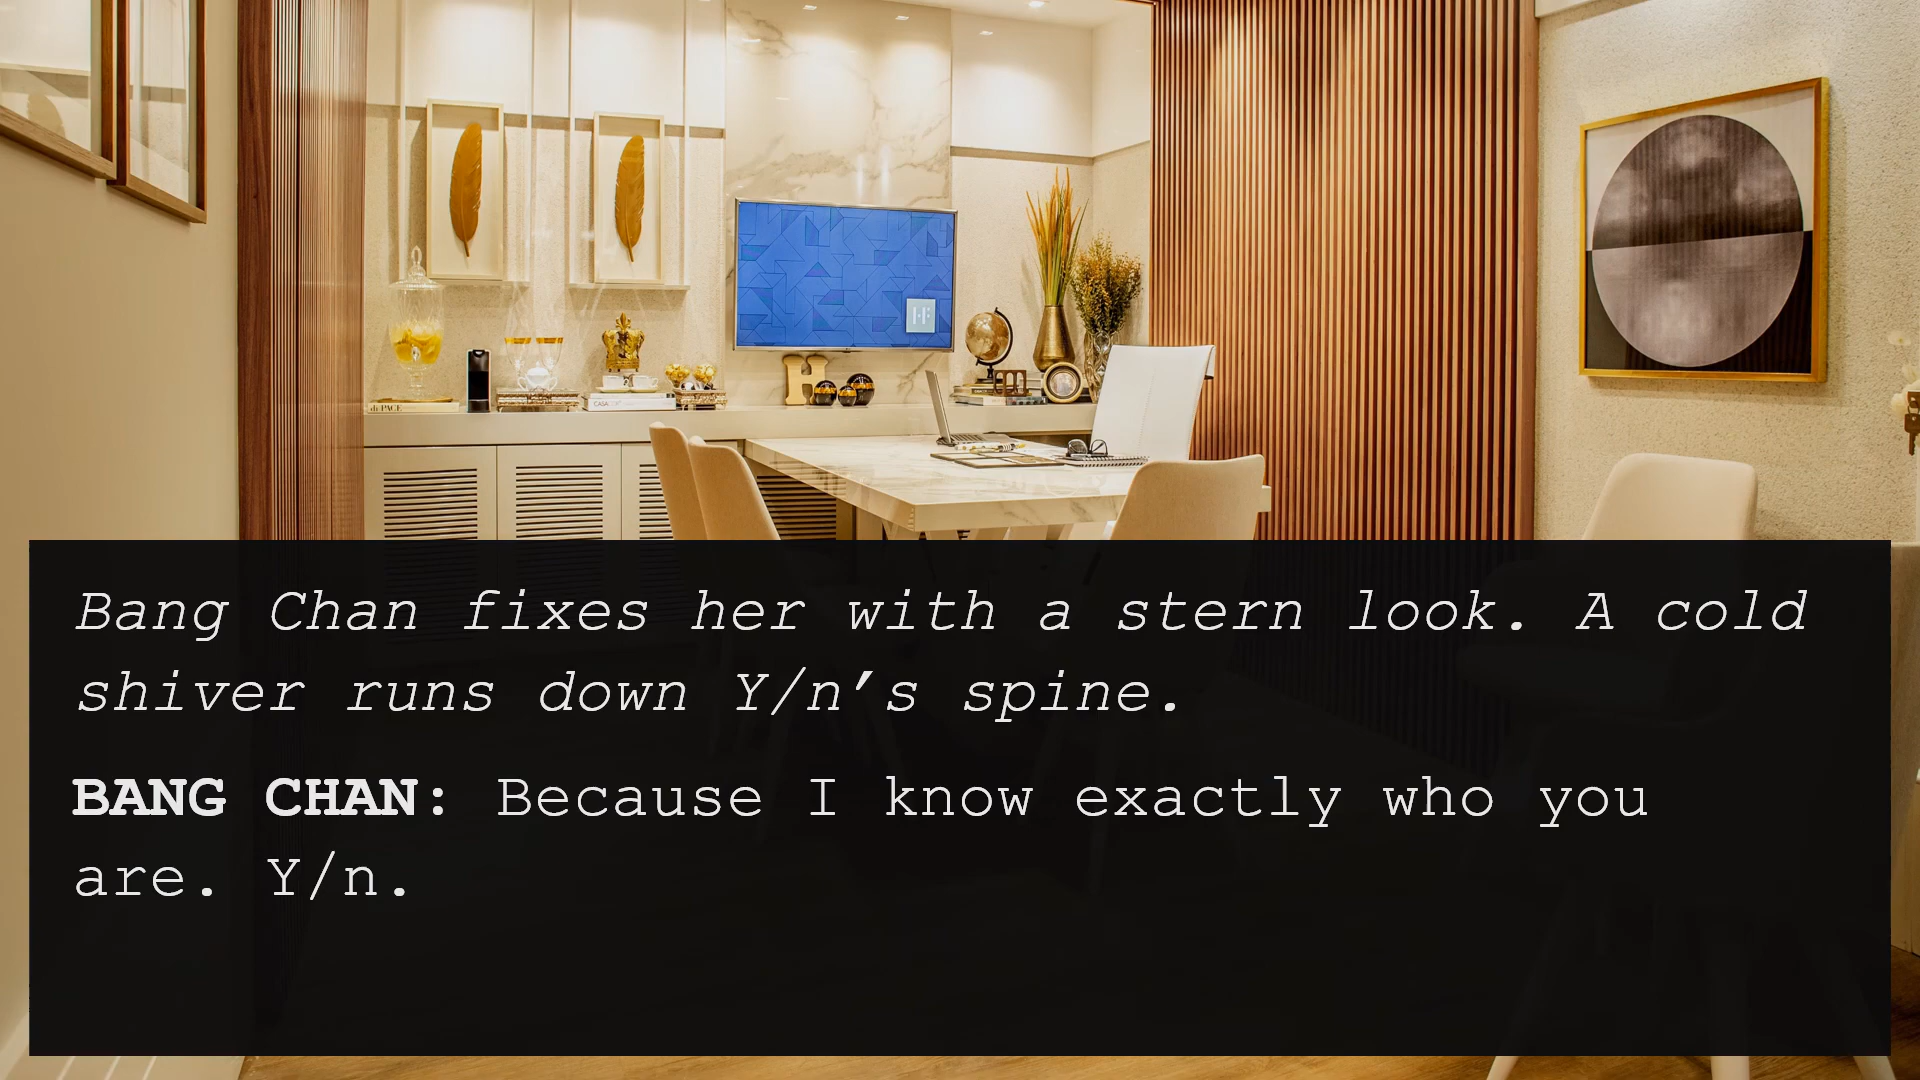 Bang Chan fixes her with a stern look. A cold
shiver runs down Y/n’s spine.
BANG CHAN: Because I know exactly who you
are. Y/n.
H